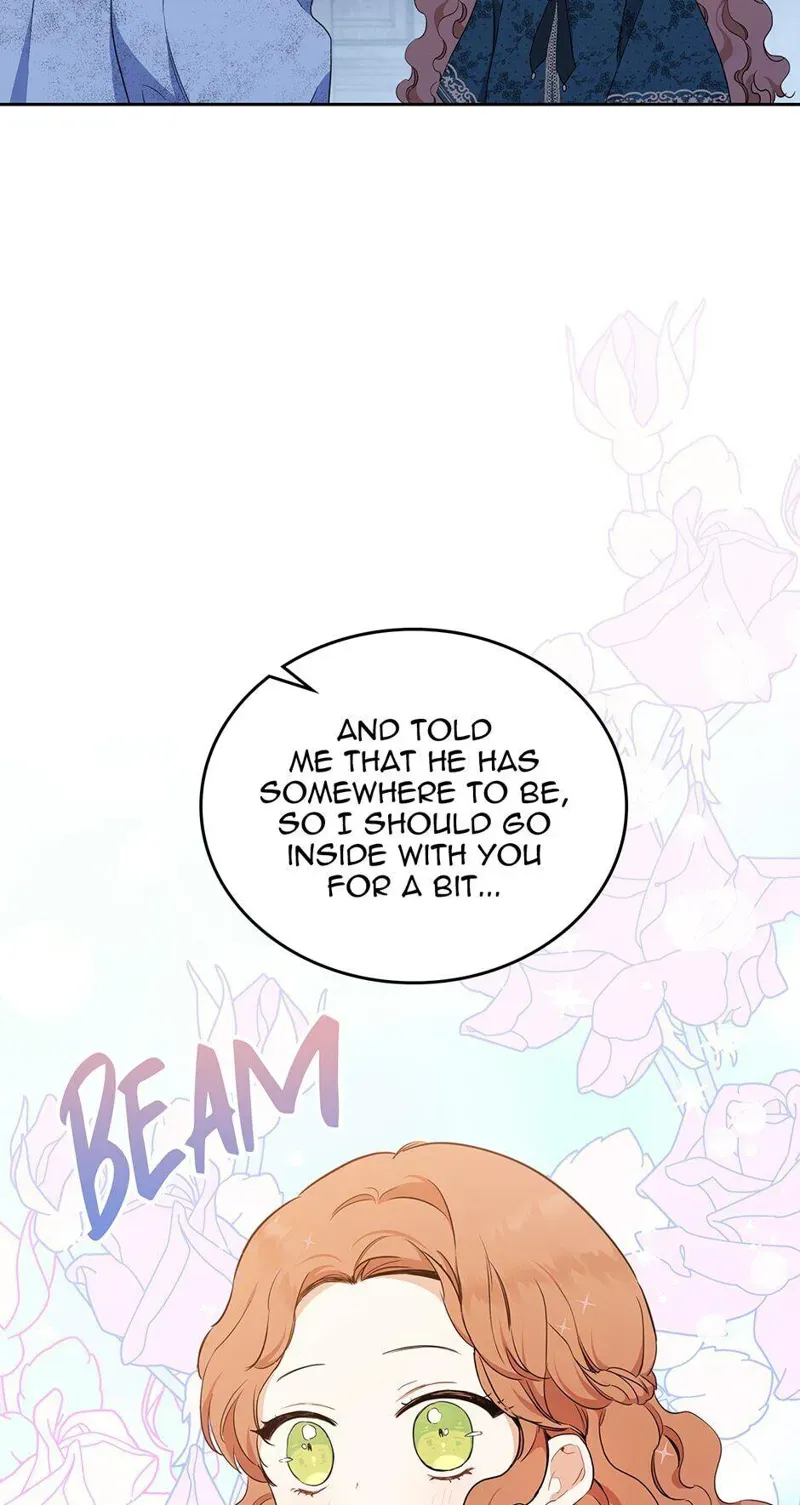 AND TOLD
ME THAT HE HAS
SOMEWHERE TO BE,
SO I SHOULD GO
INSIDE WITH YOU
FOR A BIT...
BEAM